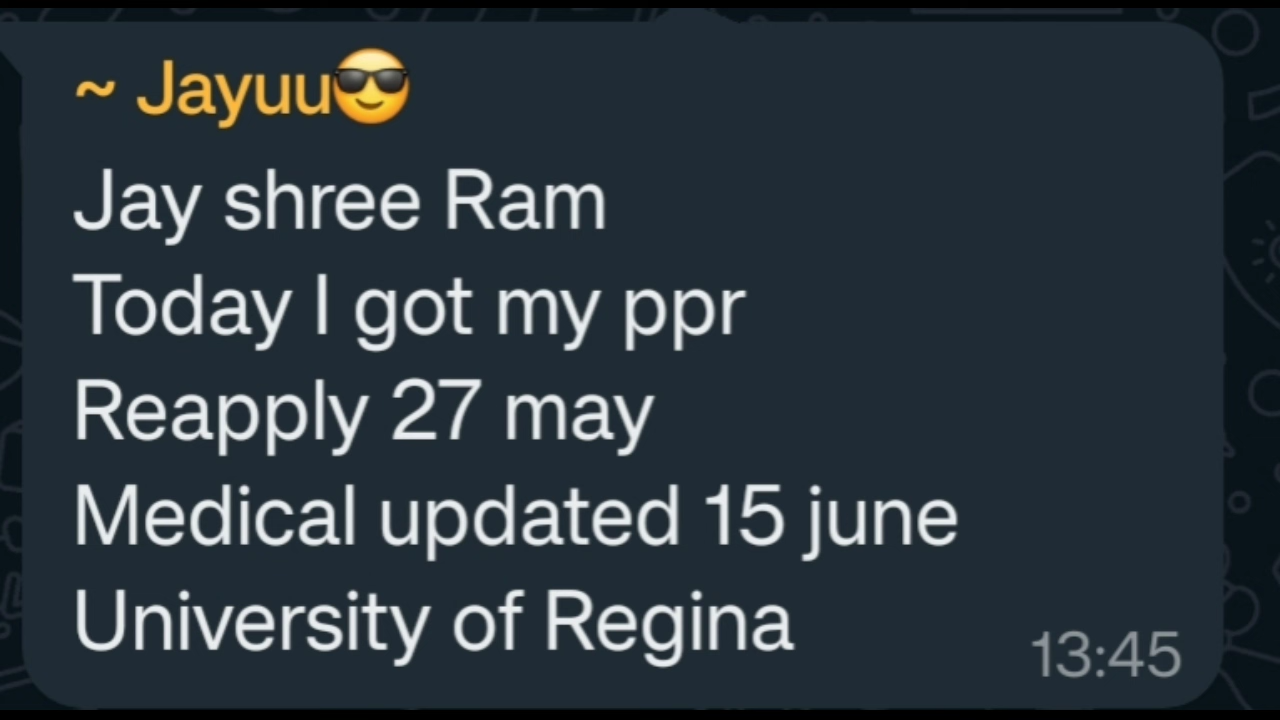 ~ Jayuu😎
Jay shree Ram
Today I got my ppr
Reapply 27 may
Medical updated 15 june
University of Regina
13:45